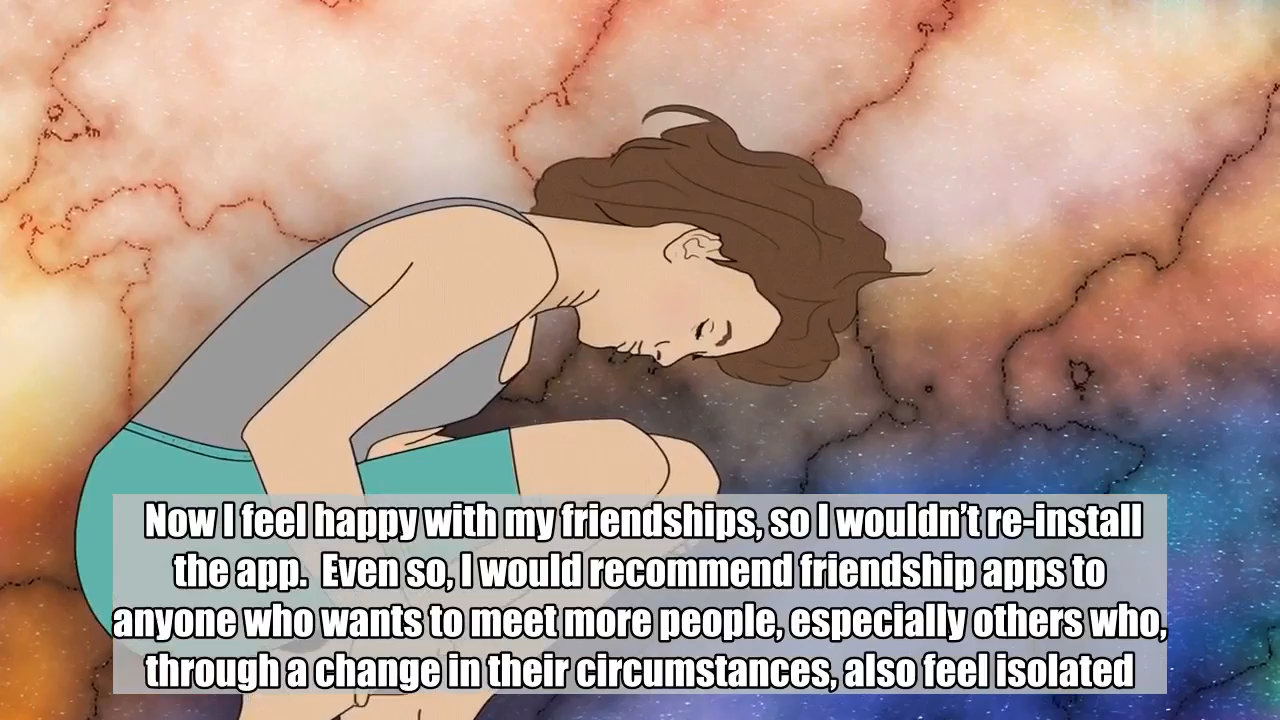 Now I feel happy with my friendships, so I wouldn’t re-install
the app.  Even so, I would recommend friendship apps to
anyone who wants to meet more people, especially others who,
through a change in their circumstances, also feel isolated